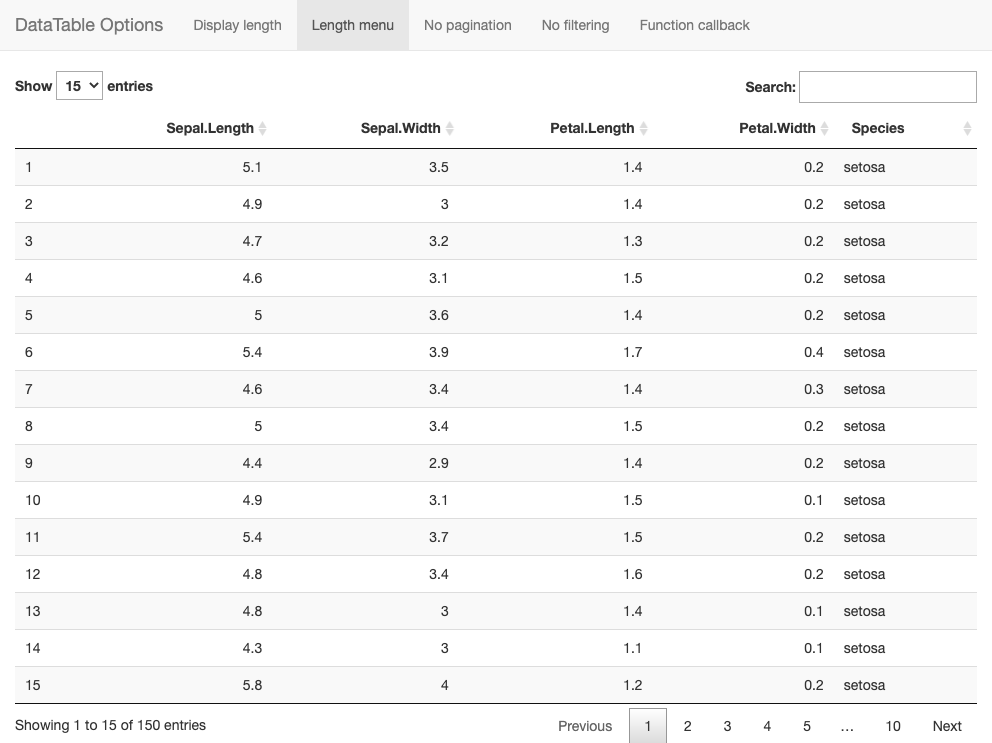 DataTable Options Display length Length menu No pagination No filtering Function callback
Show 15 entries Search:
Sepal.Length Sepal.Width Petal.Length Petal.Width Species
1 5.1 3.5 1.4 0.2 setosa
2 4.9 3 1.4 0.2 setosa
3 4.7 3.2 1.3 0.2 setosa
4 4.6 3.1 1.5 0.2 setosa
5 5 3.6 1.4 0.2 setosa
6 5.4 3.9 1.7 0.4 setosa
7 4.6 3.4 1.4 0.3 setosa
8 5 3.4 1.5 0.2 setosa
9 4.4 2.9 1.4 0.2 setosa
10 4.9 3.1 1.5 0.1 setosa
11 5.4 3.7 1.5 0.2 setosa
12 4.8 3.4 1.6 0.2 setosa
13 4.8 3 1.4 0.1 setosa
14 4.3 3 1.1 0.1 setosa
15 5.8 4 1.2 0.2 setosa
Showing 1 to 15 of 150 entries Previous 1 2 3 4 5 … 10 Next